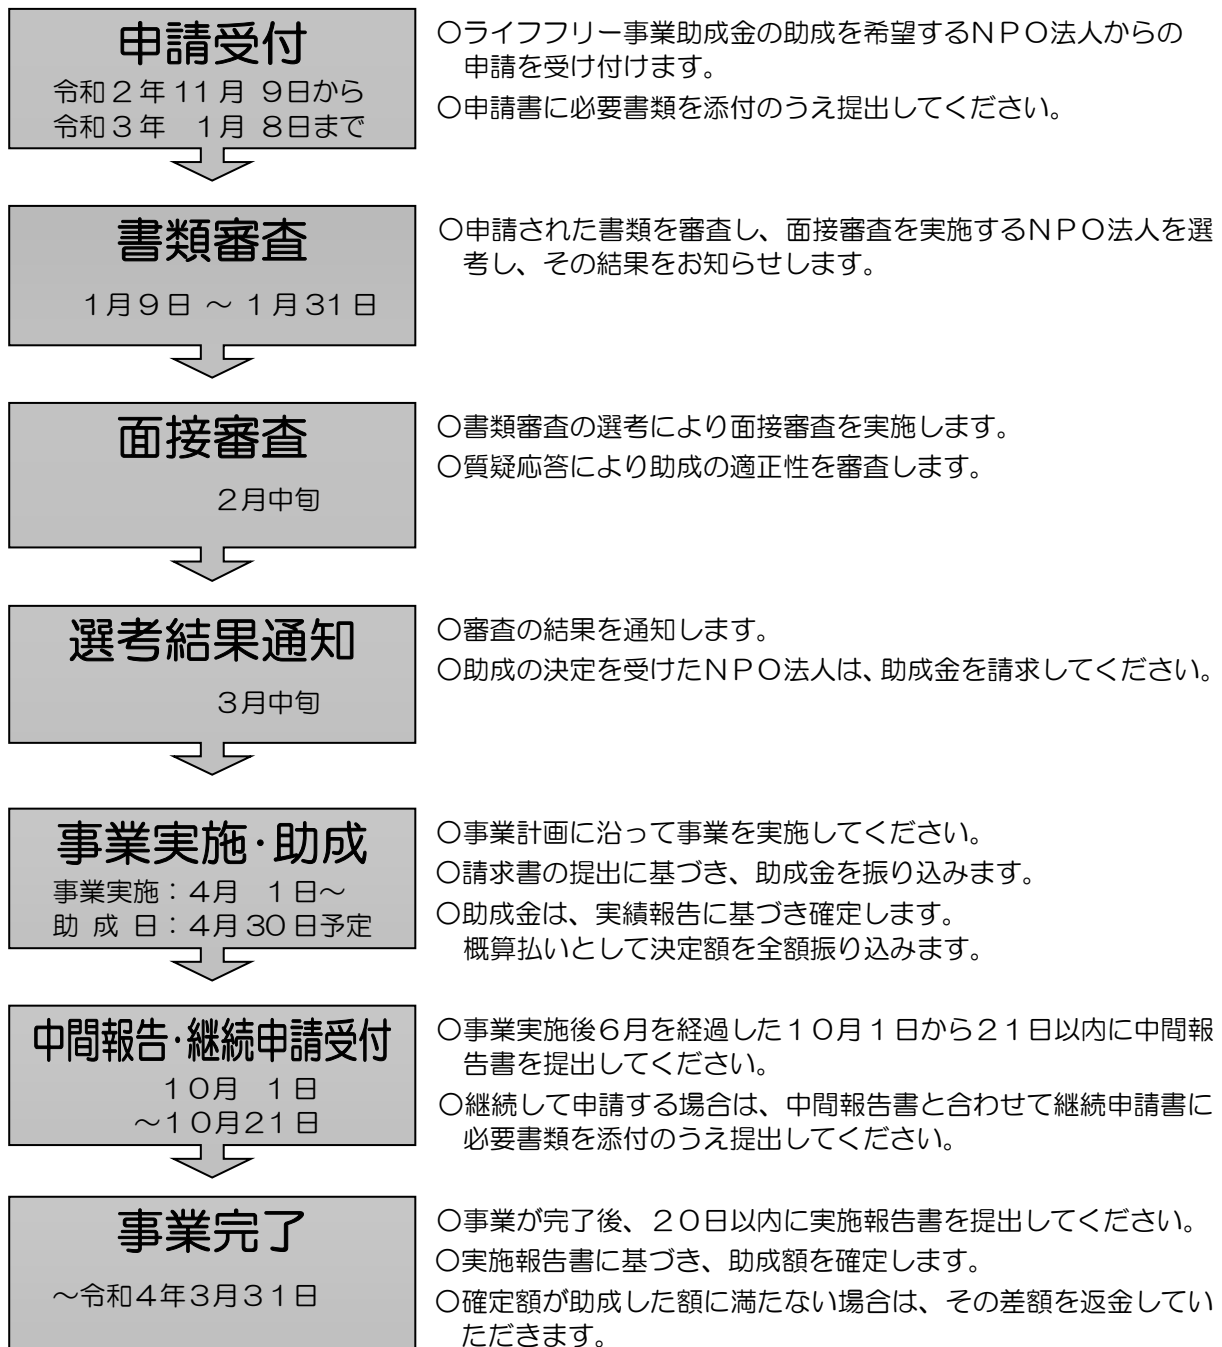 申請受付
令和２年 11月 ９日から
令和３年　１月 ８日まで
○ライフフリー事業助成金の助成を希望するＮＰＯ法人からの
申請を受け付けます。
○申請書に必要書類を添付のうえ提出してください。
書類審査
１月９日 ～ １月 31 日
○申請された書類を審査し、面接審査を実施するＮＰＯ法人を選
考し、その結果をお知らせします。
面接審査
２月中旬
○書類審査の選考により面接審査を実施します。
○質疑応答により助成の適正性を審査します。
選考結果通知
３月中旬
○審査の結果を通知します。
○助成の決定を受けたＮＰＯ法人は、助成金を請求してください。
事業実施・助成
事業実施：４月　１日～
助 成 日：４月 30 日予定
○事業計画に沿って事業を実施してください。
○請求書の提出に基づき、助成金を振り込みます。
○助成金は、実績報告に基づき確定します。
概算払いとして決定額を全額振り込みます。
中間報告・継続申請受付
１０月　１日
～１０月２１日
○事業実施後６月を経過した１０月１日から２１日以内に中間報
告書を提出してください。
○継続して申請する場合は、中間報告書と合わせて継続申請書に
必要書類を添付のうえ提出してください。
事業完了
～令和４年３月３１日
○事業が完了後、２０日以内に実施報告書を提出してください。
○実施報告書に基づき、助成額を確定します。
○確定額が助成した額に満たない場合は、その差額を返金してい
ただきます。